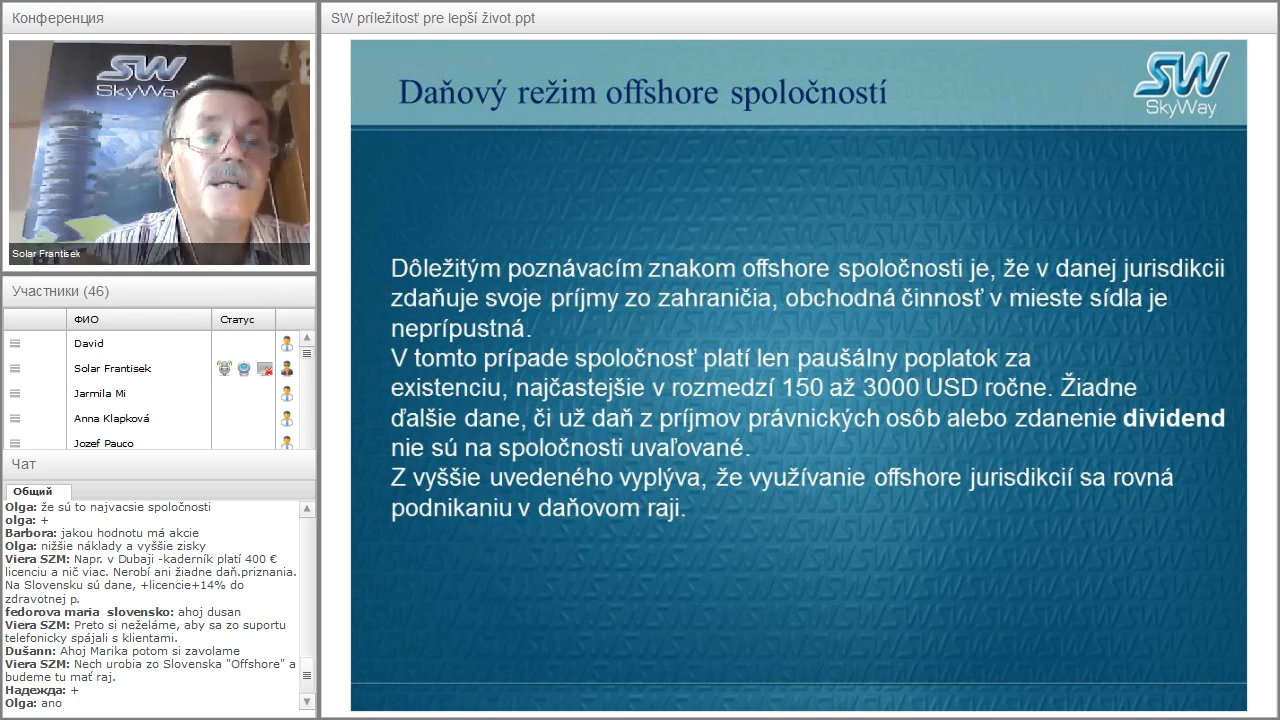 Конференция
SW
SkyWay
Solar František
Участники (46)
ФИО
Статус
David
Solar František
Jarmila Mi
Anna Klapková
Jozef Pauco
Чат
Общий
Olga: že sú to najvacsie spoločnosti
olga: +
Barbora: jakou hodnotu má akcie
Olga: nižšie náklady a vyššie zisky
Viera SZM: Napr. v Dubaji -kaderník platí 400 €
licenciu a nič viac. Nerobí ani žiadne daň.priznania.
Na Slovensku sú dane, +licencie+14% do
zdravotnej p.
fedorova maria slovensko: ahoj dusan
Viera SZM: Preto si neželáme, aby sa zo suportu
telefonicky spájali s klientami.
Dušann: Ahoj Marika potom si zavolame
Viera SZM: Nech urobia zo Slovenska "Offshore" a
budeme tu mať raj.
Надежда: +
Olga: ano
SW príležitosť pre lepší život.ppt
Daňový režim offshore spoločností
SW
SkyWay
Dôležitým poznávacím znakom offshore spoločnosti je, že v danej jurisdikcii
zdaňuje svoje príjmy zo zahraničia, obchodná činnosť v mieste sídla je
neprípustná.
V tomto prípade spoločnosť platí len paušálny poplatok za
existenciu, najčastejšie v rozmedzí 150 až 3000 USD ročne. Žiadne
ďalšie dane, či už daň z príjmov právnických osôb alebo zdanenie dividend
nie sú na spoločnosti uvaľované.
Z vyššie uvedeného vyplýva, že využívanie offshore jurisdikcií sa rovná
podnikaniu v daňovom raji.